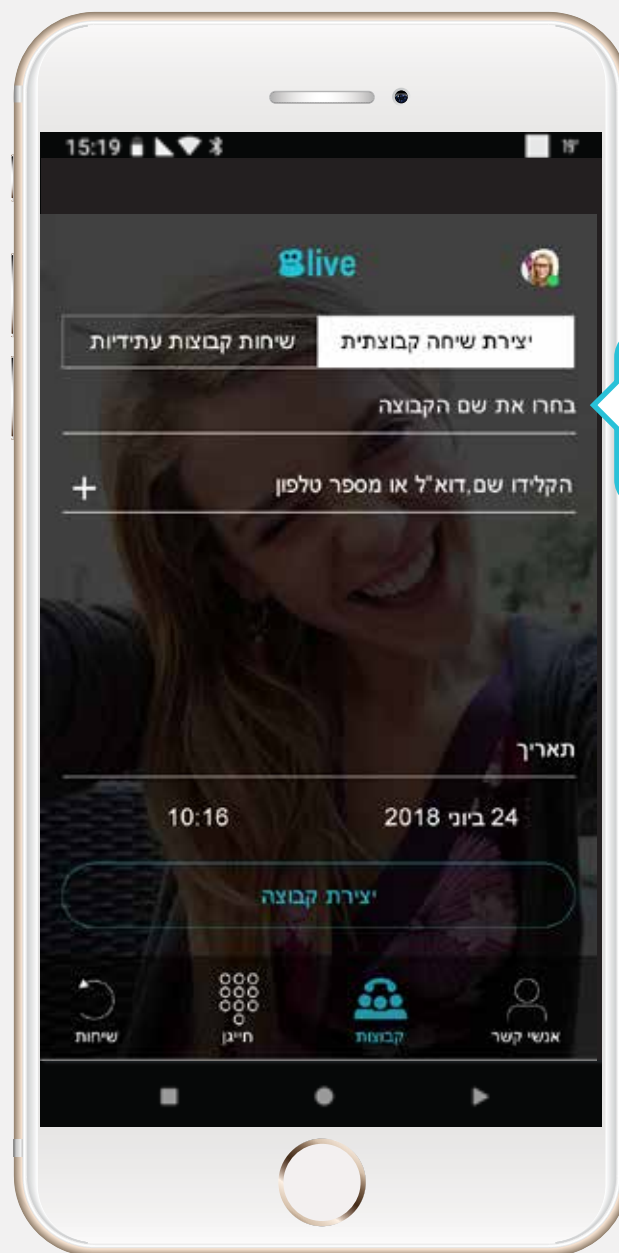 15:19
19°
live
יצירת שיחה קבוצתית
שיחות קבוצות עתידיות
בחרו את שם הקבוצה
הקלידו שם,דוא"ל או מספר טלפון
+
תאריך
24 ביוני 2018
10:16
יצירת קבוצה
אנשי קשר
קבוצות
חייגן
שיחות